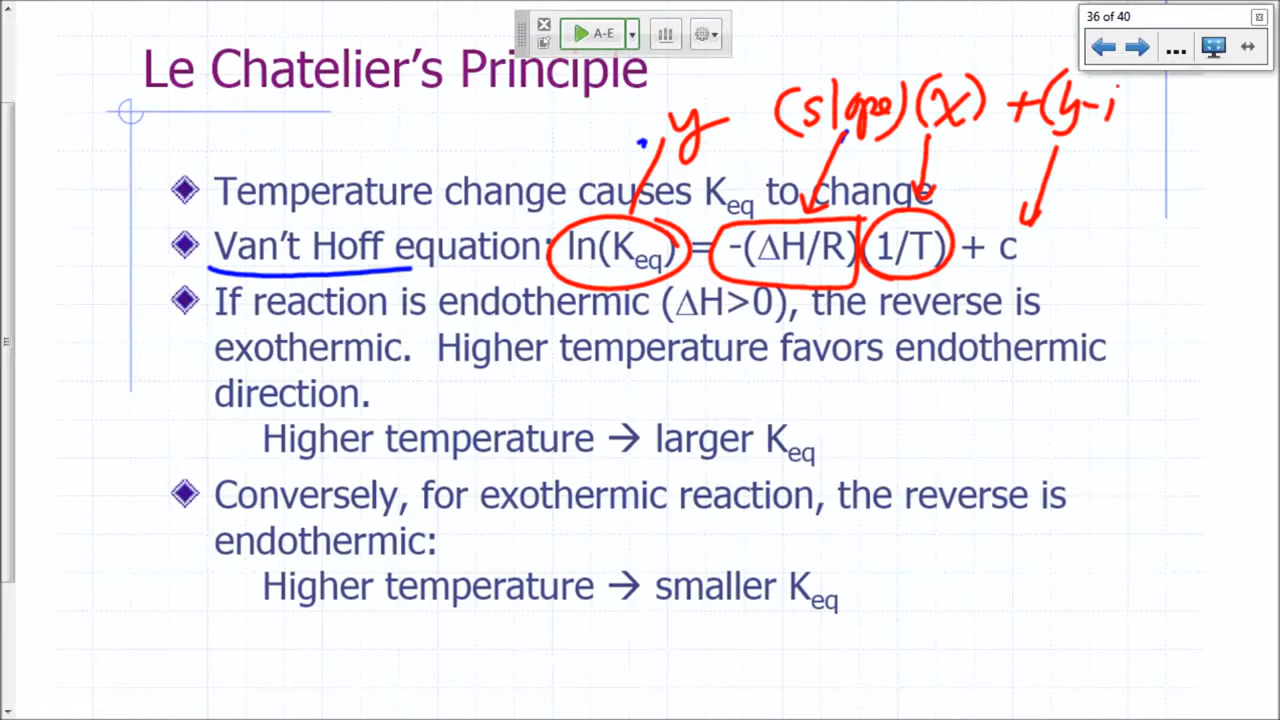 36 of 40
A-E
Le Chatelier's Principle
y (slope)(x) +(y-i
Temperature change causes Keq to change
Van't Hoff equation: ln(Keq) = -(ΔH/R)(1/T) + c
If reaction is endothermic (ΔH>0), the reverse is
exothermic. Higher temperature favors endothermic
direction.
Higher temperature → larger Keq
Conversely, for exothermic reaction, the reverse is
endothermic:
Higher temperature → smaller Keq